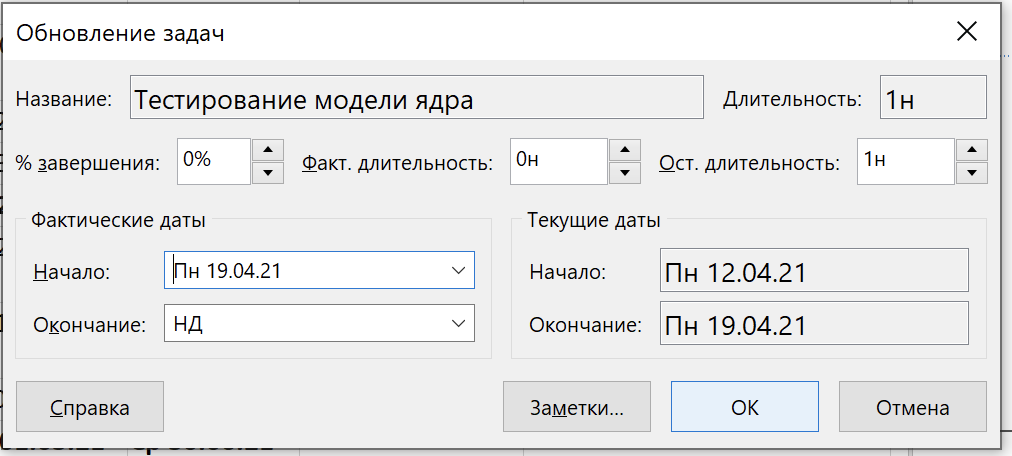 Обновление задач
Название: Тестирование модели ядра Длительность: 1н
% завершения: 0% Факт. длительность: 0н Ост. длительность: 1н
Фактические даты Текущие даты
Начало: Пн 19.04.21 Начало: Пн 12.04.21
Окончание: НД Окончание: Пн 19.04.21
Справка Заметки... ОК Отмена